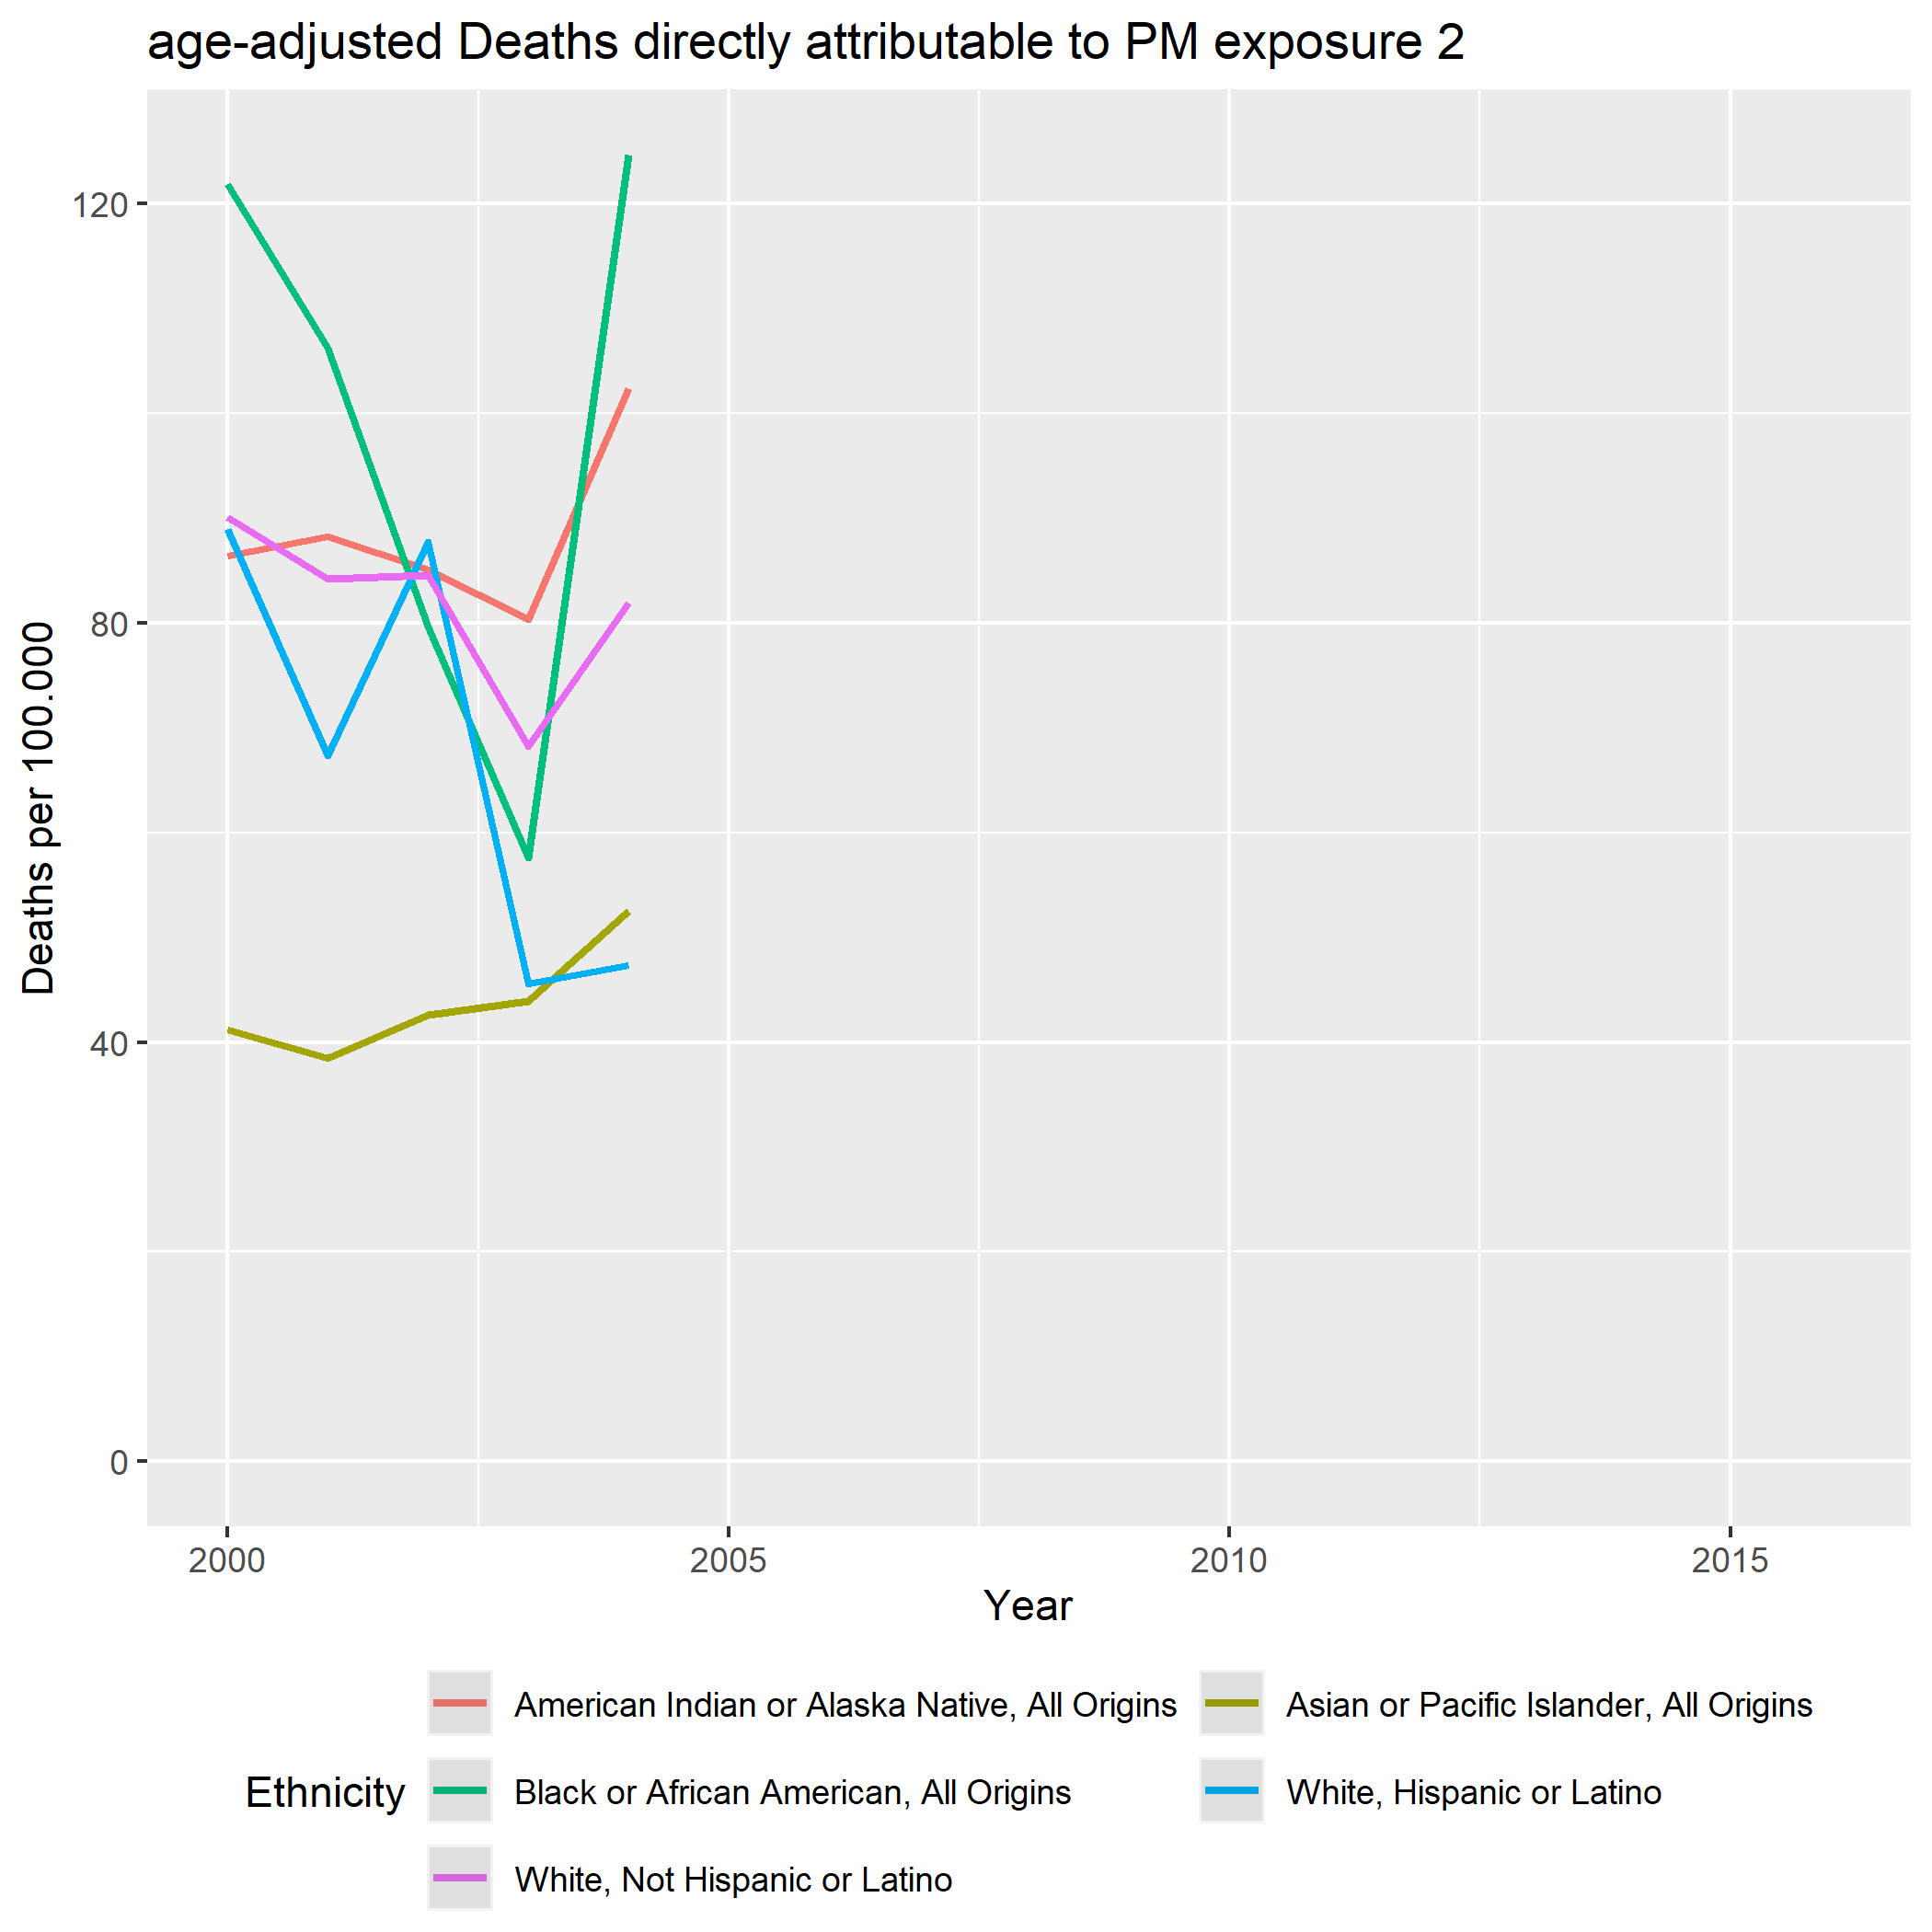 age-adjusted Deaths directly attributable to PM exposure 2
Deaths per 100.000
120
80
40
0
2000 2005 2010 2015
Year
Ethnicity
American Indian or Alaska Native, All Origins
Asian or Pacific Islander, All Origins
Black or African American, All Origins
White, Hispanic or Latino
White, Not Hispanic or Latino